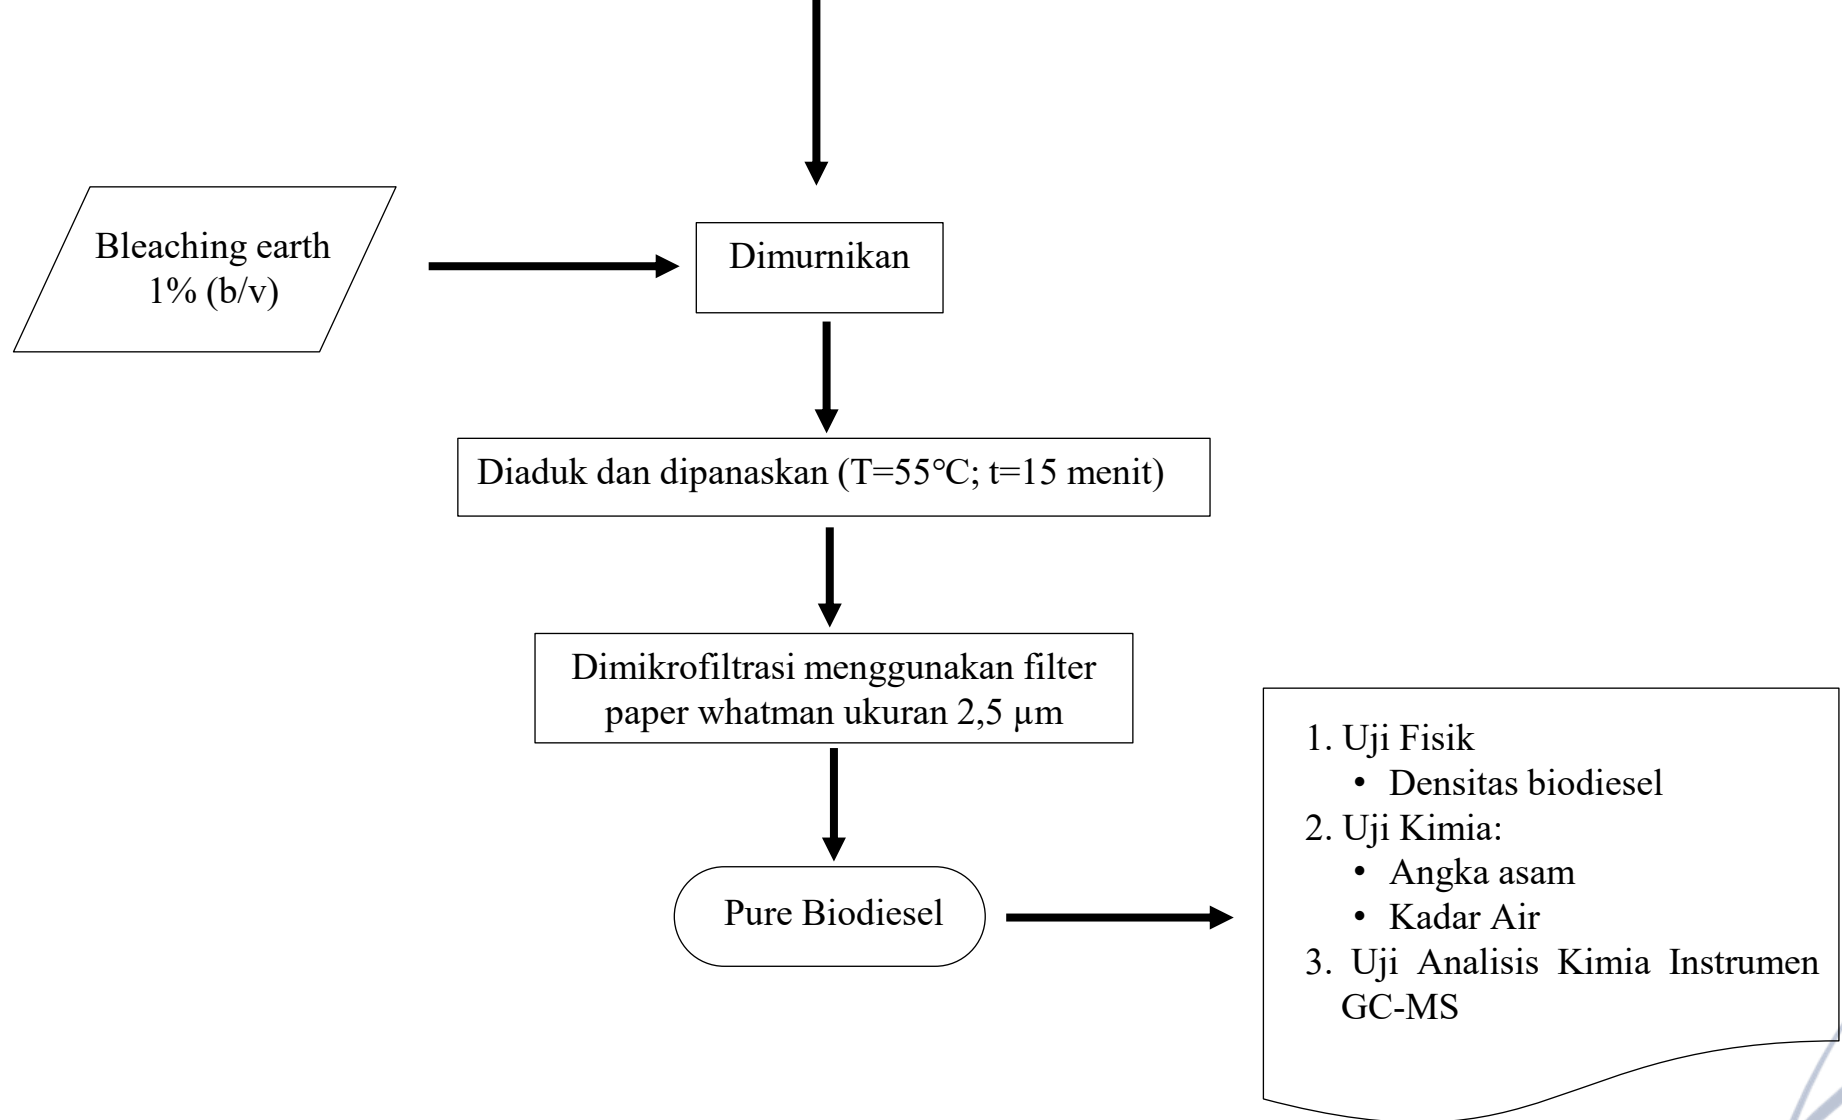 Bleaching earth
1% (b/v)
Dimurnikan
Diaduk dan dipanaskan (T=55℃; t=15 menit)
Dimikrofiltrasi menggunakan filter
paper whatman ukuran 2,5 µm
Pure Biodiesel
1. Uji Fisik
• Densitas biodiesel
2. Uji Kimia:
• Angka asam
• Kadar Air
3. Uji Analisis Kimia Instrumen
GC-MS